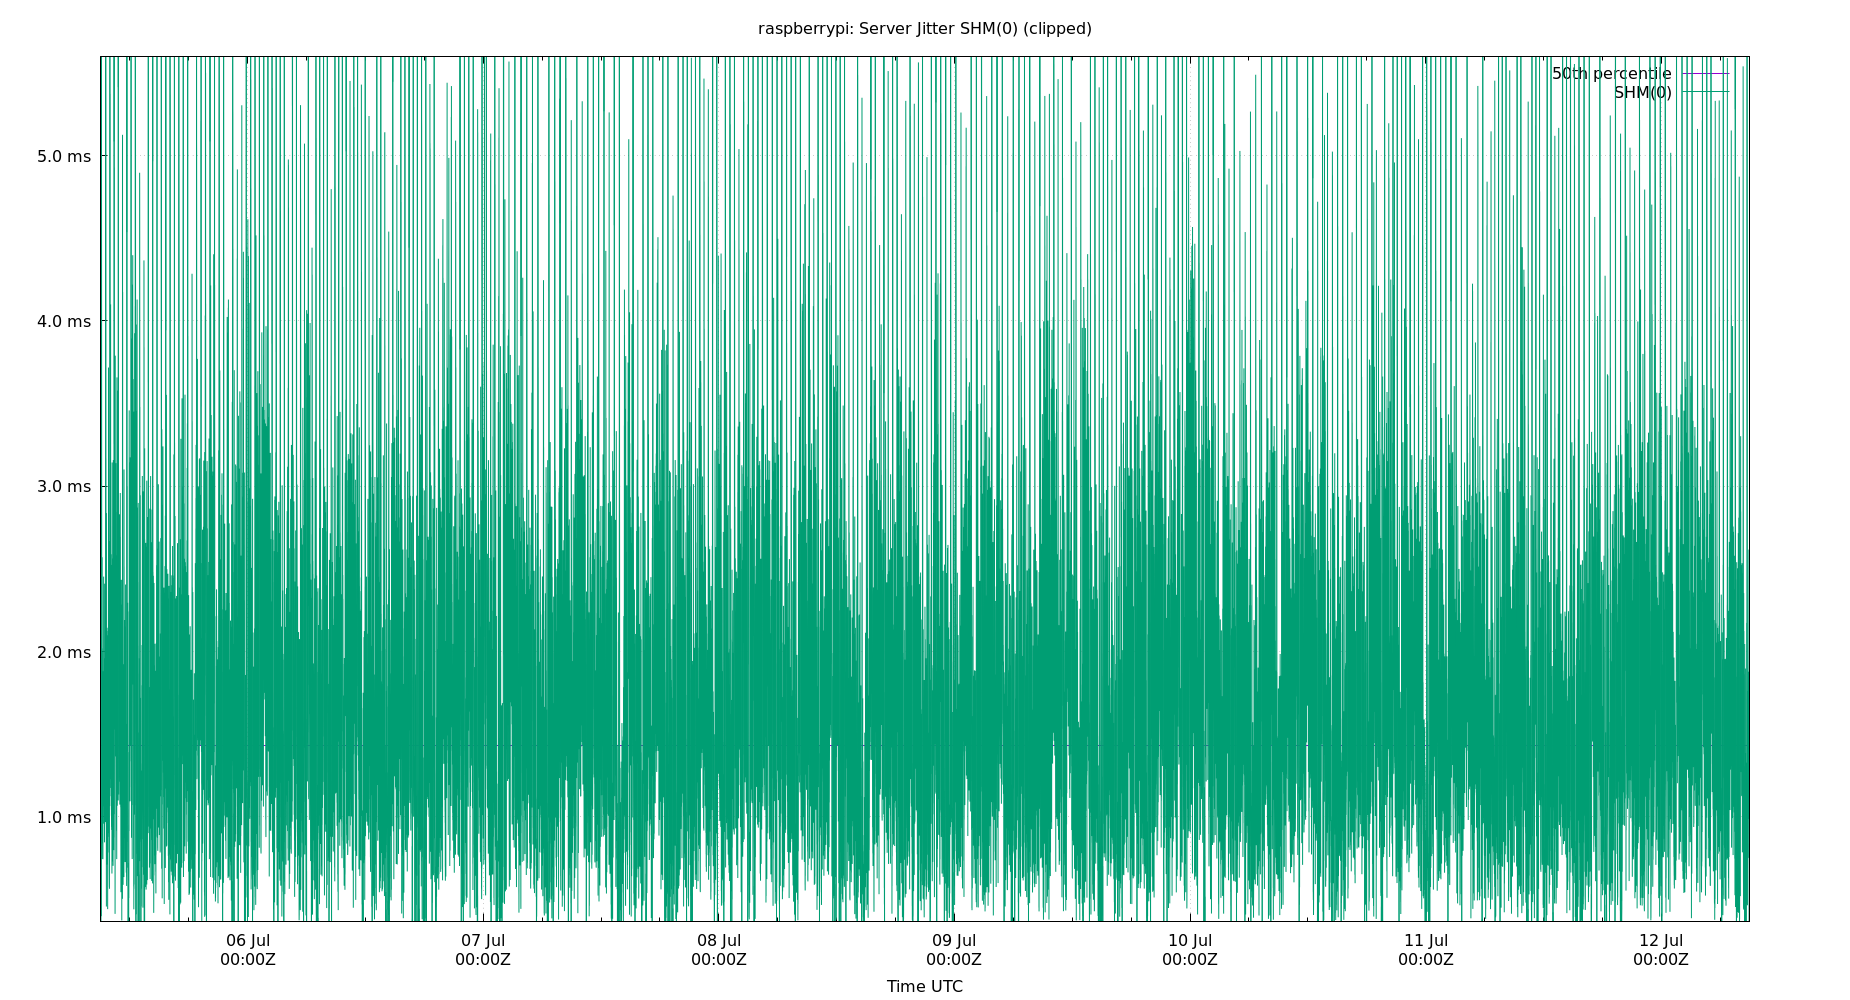 raspberrypi: Server Jitter SHM(0) (clipped)
50th percentile
SHM(0)
5.0 ms
4.0 ms
3.0 ms
2.0 ms
1.0 ms
06 Jul 07 Jul 08 Jul 09 Jul 10 Jul 11 Jul 12 Jul
00:00Z 00:00Z 00:00Z 00:00Z 00:00Z 00:00Z 00:00Z
Time UTC